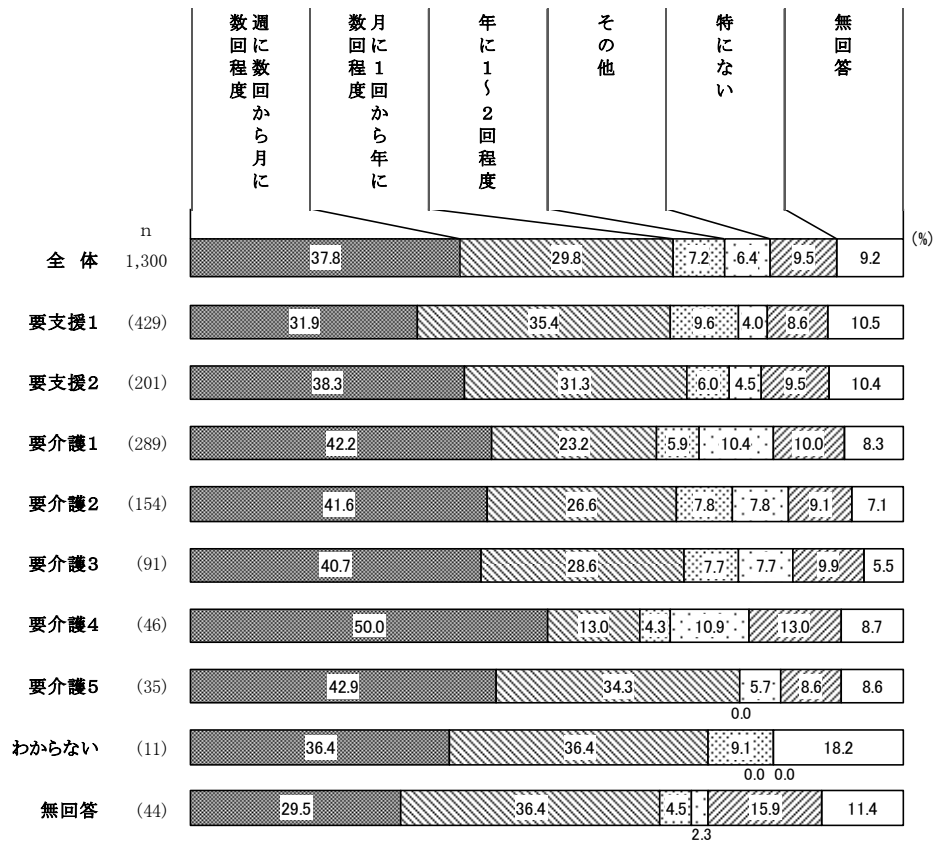 週に数回から月に
数回程度
月に1回から年に
数回程度
年に1～2回程度
その他
特にない
無回答
n
(%)
全 体 1,300 37.8 29.8 7.2 6.4 9.5 9.2
要支援1 (429) 31.9 35.4 9.6 4.0 8.6 10.5
要支援2 (201) 38.3 31.3 6.0 4.5 9.5 10.4
要介護1 (289) 42.2 23.2 5.9 10.4 10.0 8.3
要介護2 (154) 41.6 26.6 7.8 7.8 9.1 7.1
要介護3 (91) 40.7 28.6 7.7 7.7 9.9 5.5
要介護4 (46) 50.0 13.0 4.3 10.9 13.0 8.7
要介護5 (35) 42.9 34.3 5.7 8.6 8.6
0.0
わからない (11) 36.4 36.4 9.1 18.2
0.0 0.0
無回答 (44) 29.5 36.4 4.5 15.9 11.4
2.3